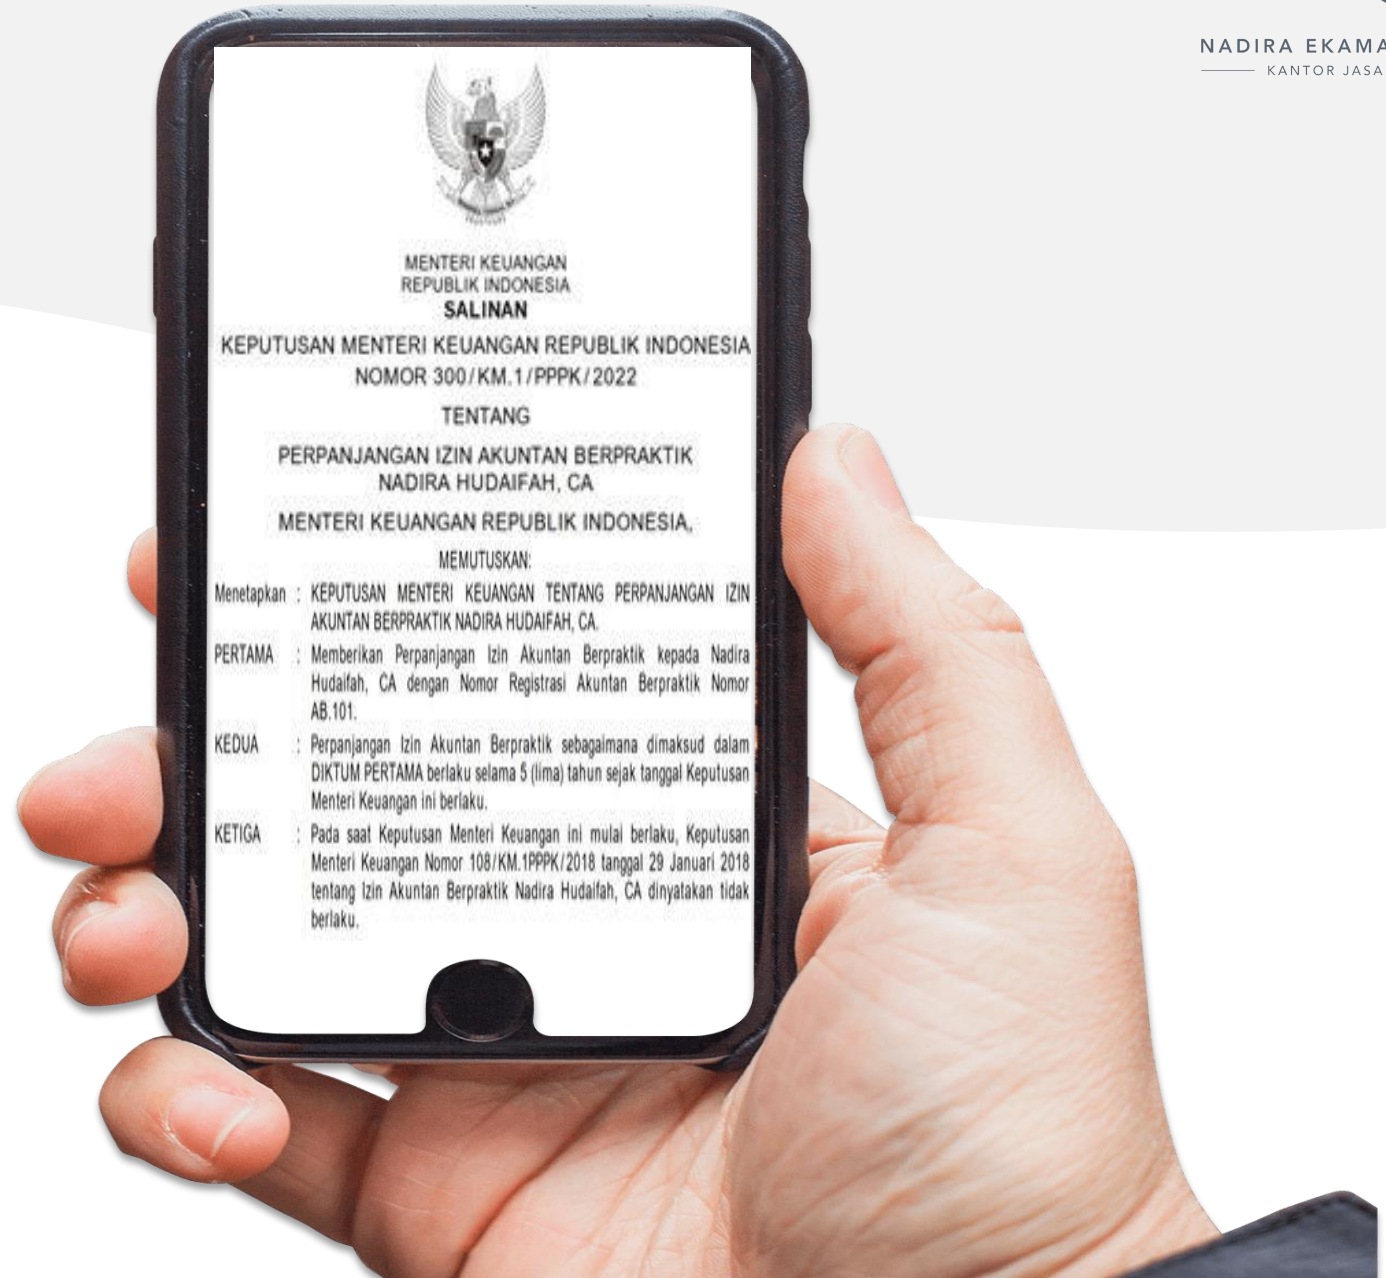 NADIRA EKAMA
KANTOR JASA
MENTERI KEUANGAN
REPUBLIK INDONESIA
SALINAN
KEPUTUSAN MENTERI KEUANGAN REPUBLIK INDONESIA
NOMOR 300/KM.1/PPPK/2022
TENTANG
PERPANJANGAN IZIN AKUNTAN BERPRAKTIK
NADIRA HUDAIFAH, CA
MENTERI KEUANGAN REPUBLIK INDONESIA,
MEMUTUSKAN:
Menetapkan : KEPUTUSAN MENTERI KEUANGAN TENTANG PERPANJANGAN IZIN
AKUNTAN BERPRAKTIK NADIRA HUDAIFAH, CA.
PERTAMA : Memberikan Perpanjangan Izin Akuntan Berpraktik kepada Nadira
Hudaifah, CA dengan Nomor Registrasi Akuntan Berpraktik Nomor
AB.101.
KEDUA : Perpanjangan Izin Akuntan Berpraktik sebagaimana dimaksud dalam
DIKTUM PERTAMA berlaku selama 5 (lima) tahun sejak tanggal Keputusan
Menteri Keuangan ini berlaku.
KETIGA : Pada saat Keputusan Menteri Keuangan ini mulai berlaku, Keputusan
Menteri Keuangan Nomor 108/KM.1PPPK/2018 tanggal 29 Januari 2018
tentang Izin Akuntan Berpraktik Nadira Hudaifah, CA dinyatakan tidak
berlaku.